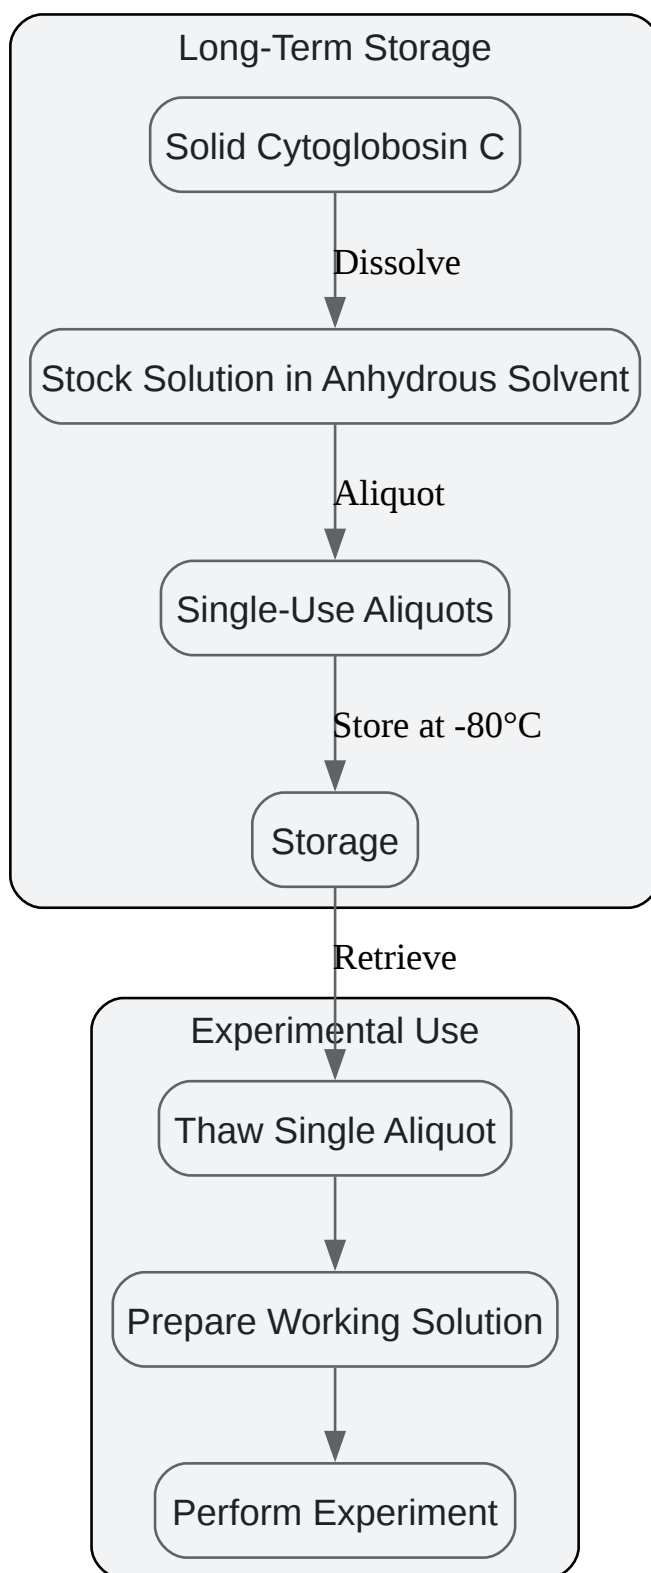 Long-Term Storage
Solid Cytoglobosin C
Dissolve
Stock Solution in Anhydrous Solvent
Aliquot
Single-Use Aliquots
Store at -80°C
Storage
Retrieve
Experimental Use
Thaw Single Aliquot
Prepare Working Solution
Perform Experiment